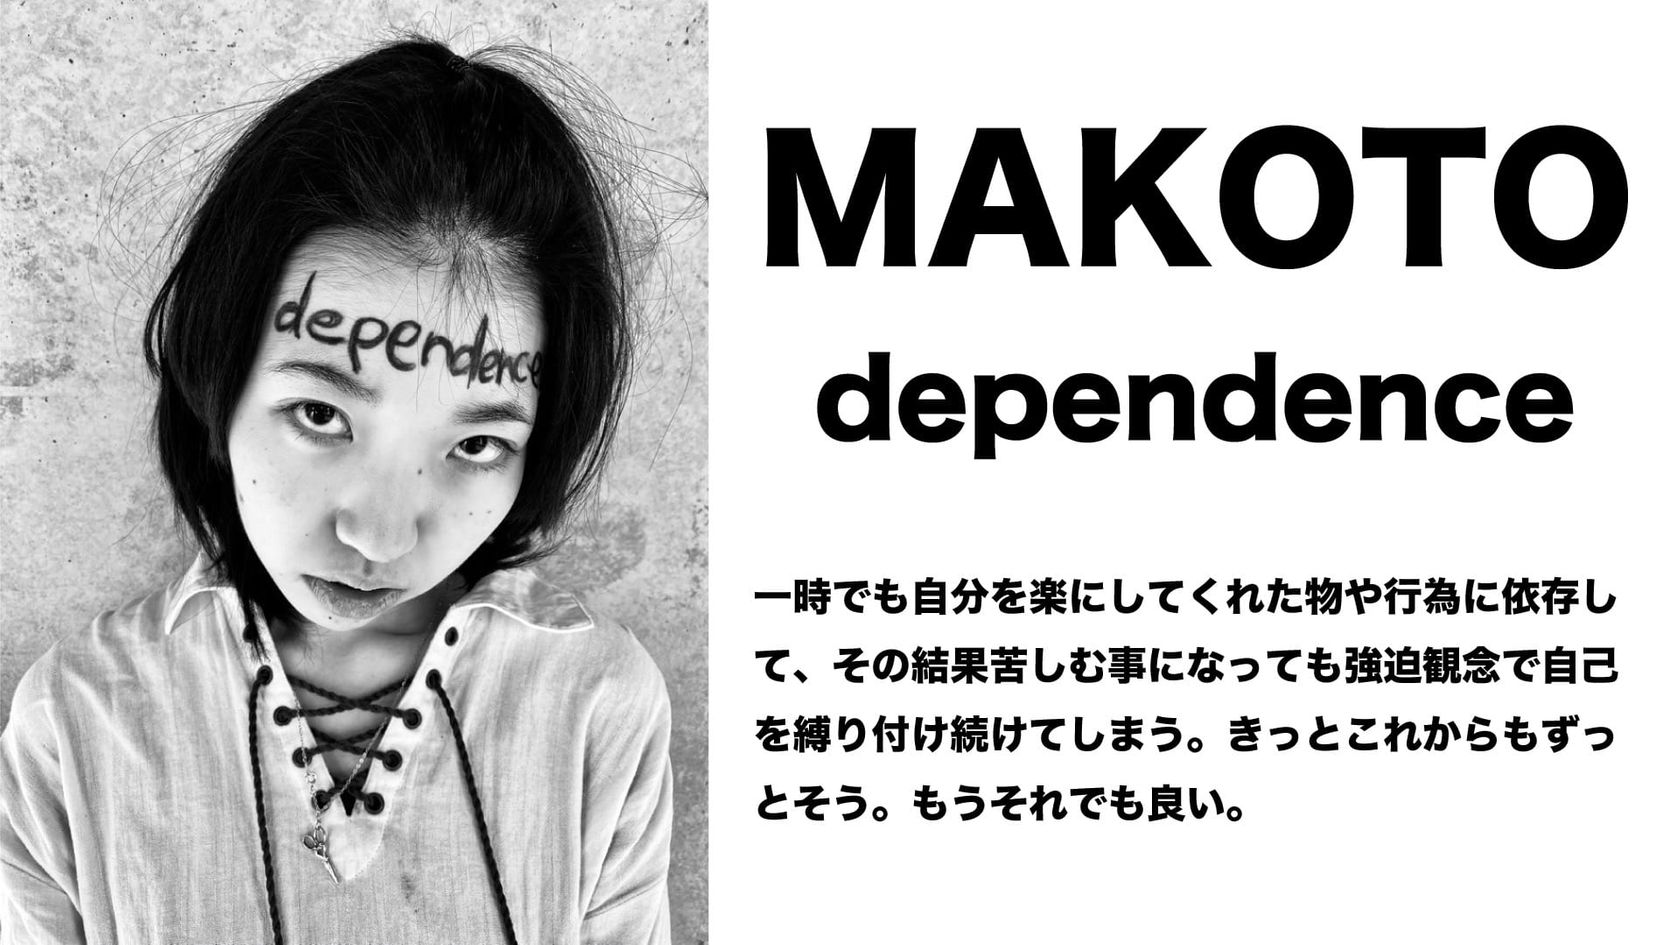 dependence
MAKOTO
dependence
一時でも自分を楽にしてくれた物や行為に依存し
て、その結果苦しむ事になっても強迫観念で自己
を縛り付け続けてしまう。きっとこれからもずっ
とそう。もうそれでも良い。